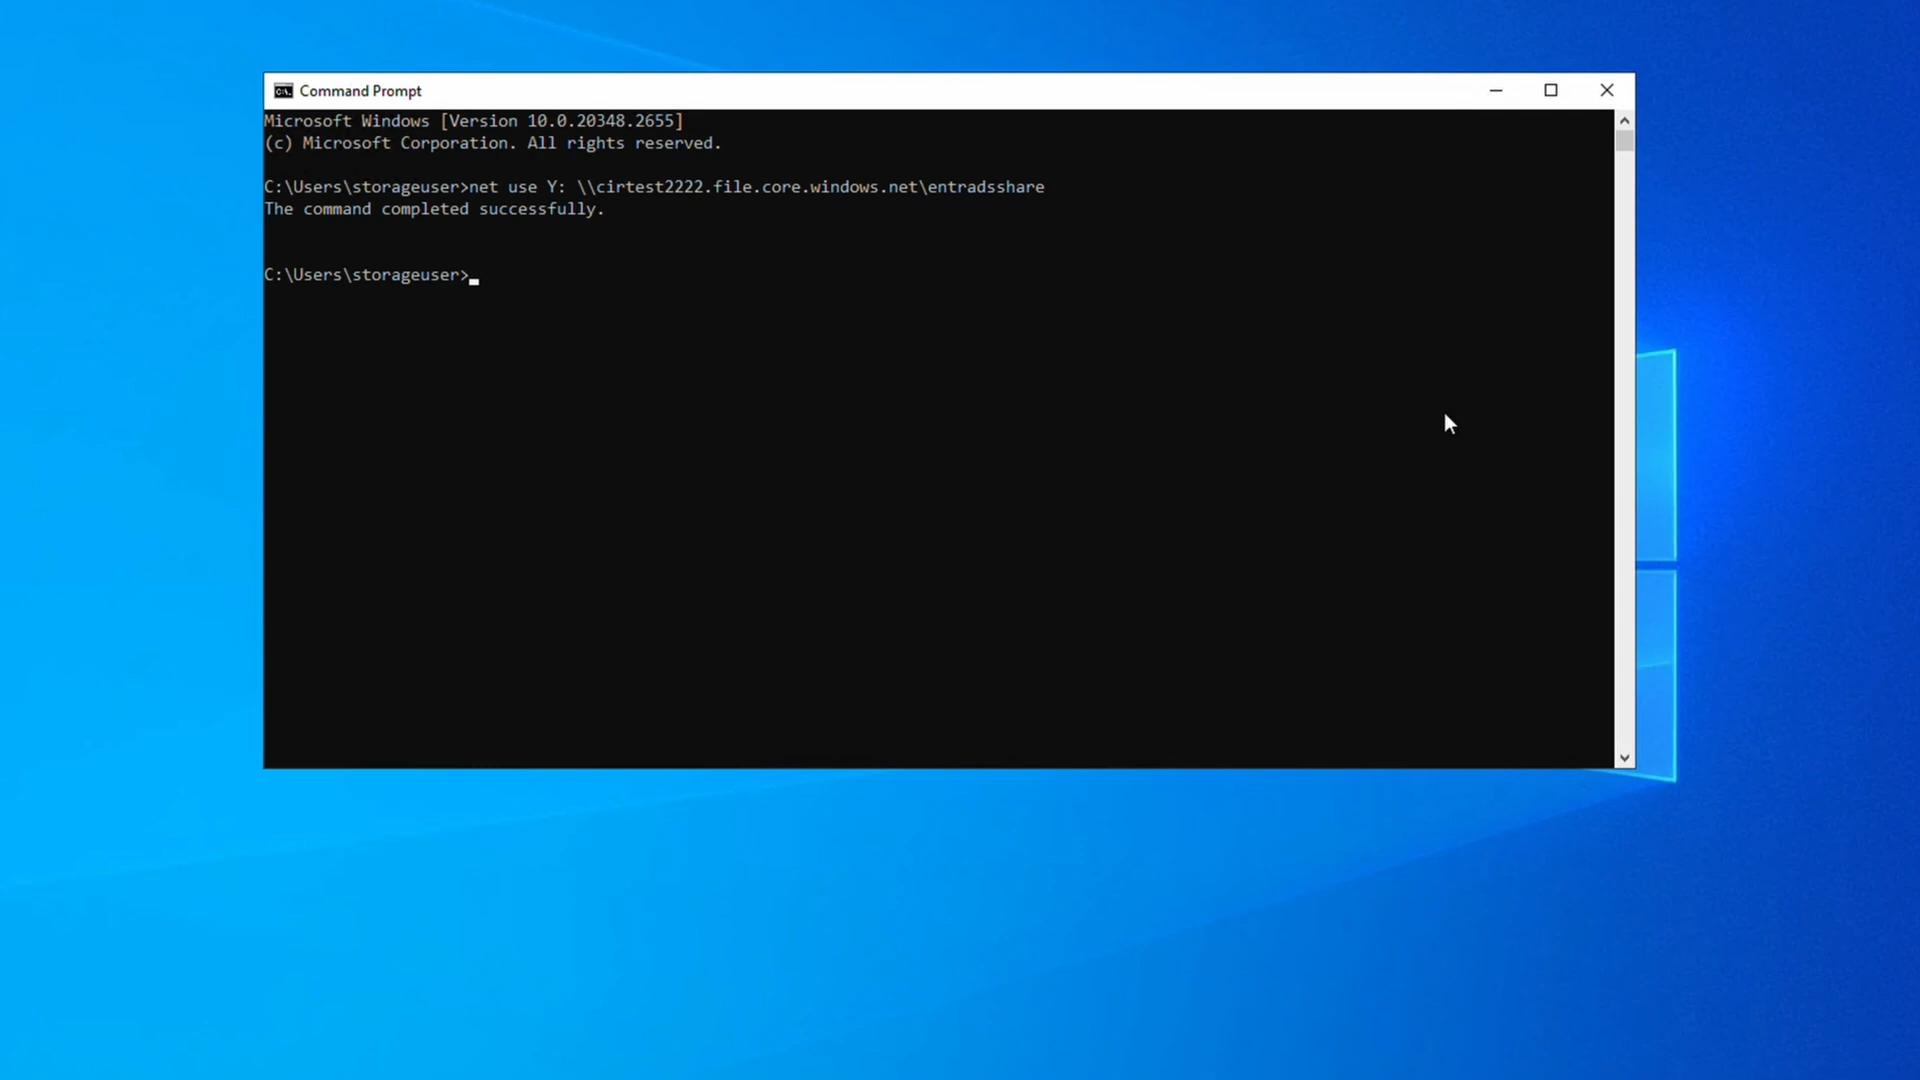 Command Prompt
Microsoft Windows [Version 10.0.20348.2655]
(c) Microsoft Corporation. All rights reserved.
C:\Users\storageuser>net use Y: \\cirtest2222.file.core.windows.net\entradsshare
The command completed successfully.
C:\Users\storageuser>